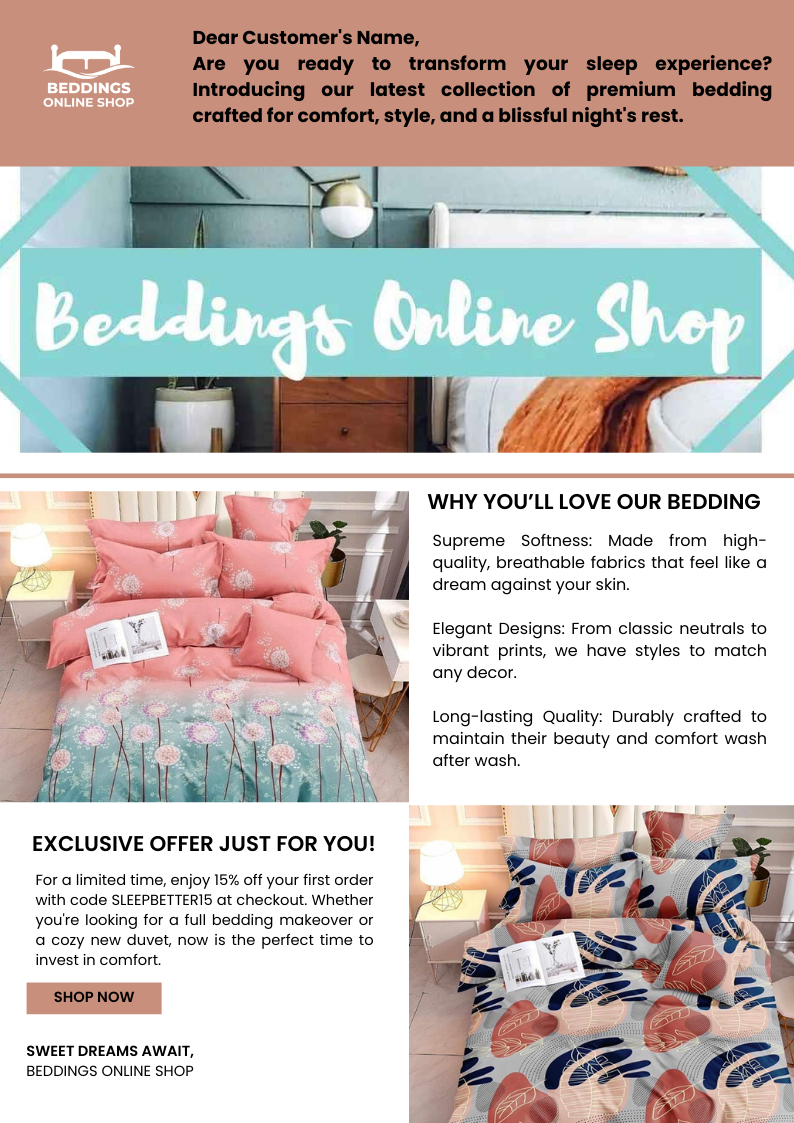 BEDDINGS
ONLINE SHOP
Dear Customer's Name,
Are you ready to transform your sleep experience?
Introducing our latest collection of premium bedding
crafted for comfort, style, and a blissful night's rest.
Beddings Online Shop
WHY YOU’LL LOVE OUR BEDDING
Supreme Softness: Made from high-
quality, breathable fabrics that feel like a
dream against your skin.
Elegant Designs: From classic neutrals to
vibrant prints, we have styles to match
any decor.
Long-lasting Quality: Durably crafted to
maintain their beauty and comfort wash
after wash.
EXCLUSIVE OFFER JUST FOR YOU!
For a limited time, enjoy 15% off your first order
with code SLEEPBETTER15 at checkout. Whether
you're looking for a full bedding makeover or
a cozy new duvet, now is the perfect time to
invest in comfort.
SHOP NOW
SWEET DREAMS AWAIT,
BEDDINGS ONLINE SHOP